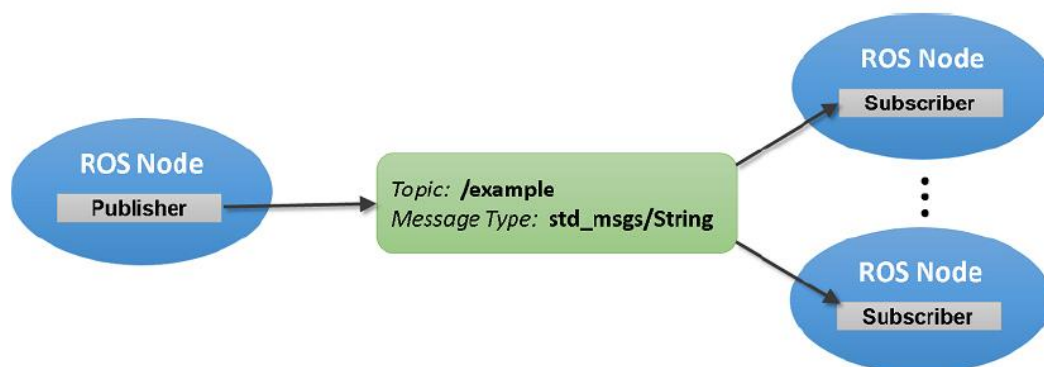 ROS Node
Publisher
Topic: /example
Message Type: std_msgs/String
ROS Node
Subscriber
ROS Node
Subscriber